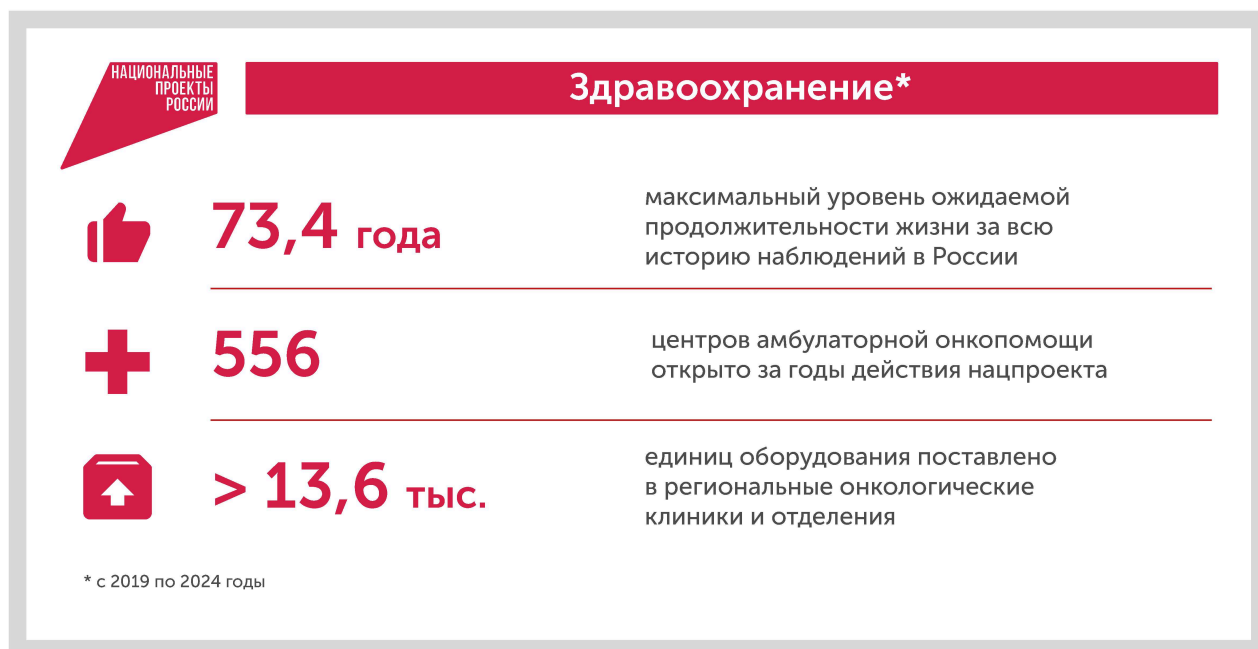 НАЦИОНАЛЬНЫЕ
ПРОЕКТЫ
РОССИИ
Здравоохранение*
73,4 года
максимальный уровень ожидаемой
продолжительности жизни за всю
историю наблюдений в России
556
центров амбулаторной онкопомощи
открыто за годы действия нацпроекта
> 13,6 тыс.
единиц оборудования поставлено
в региональные онкологические
клиники и отделения
* с 2019 по 2024 годы